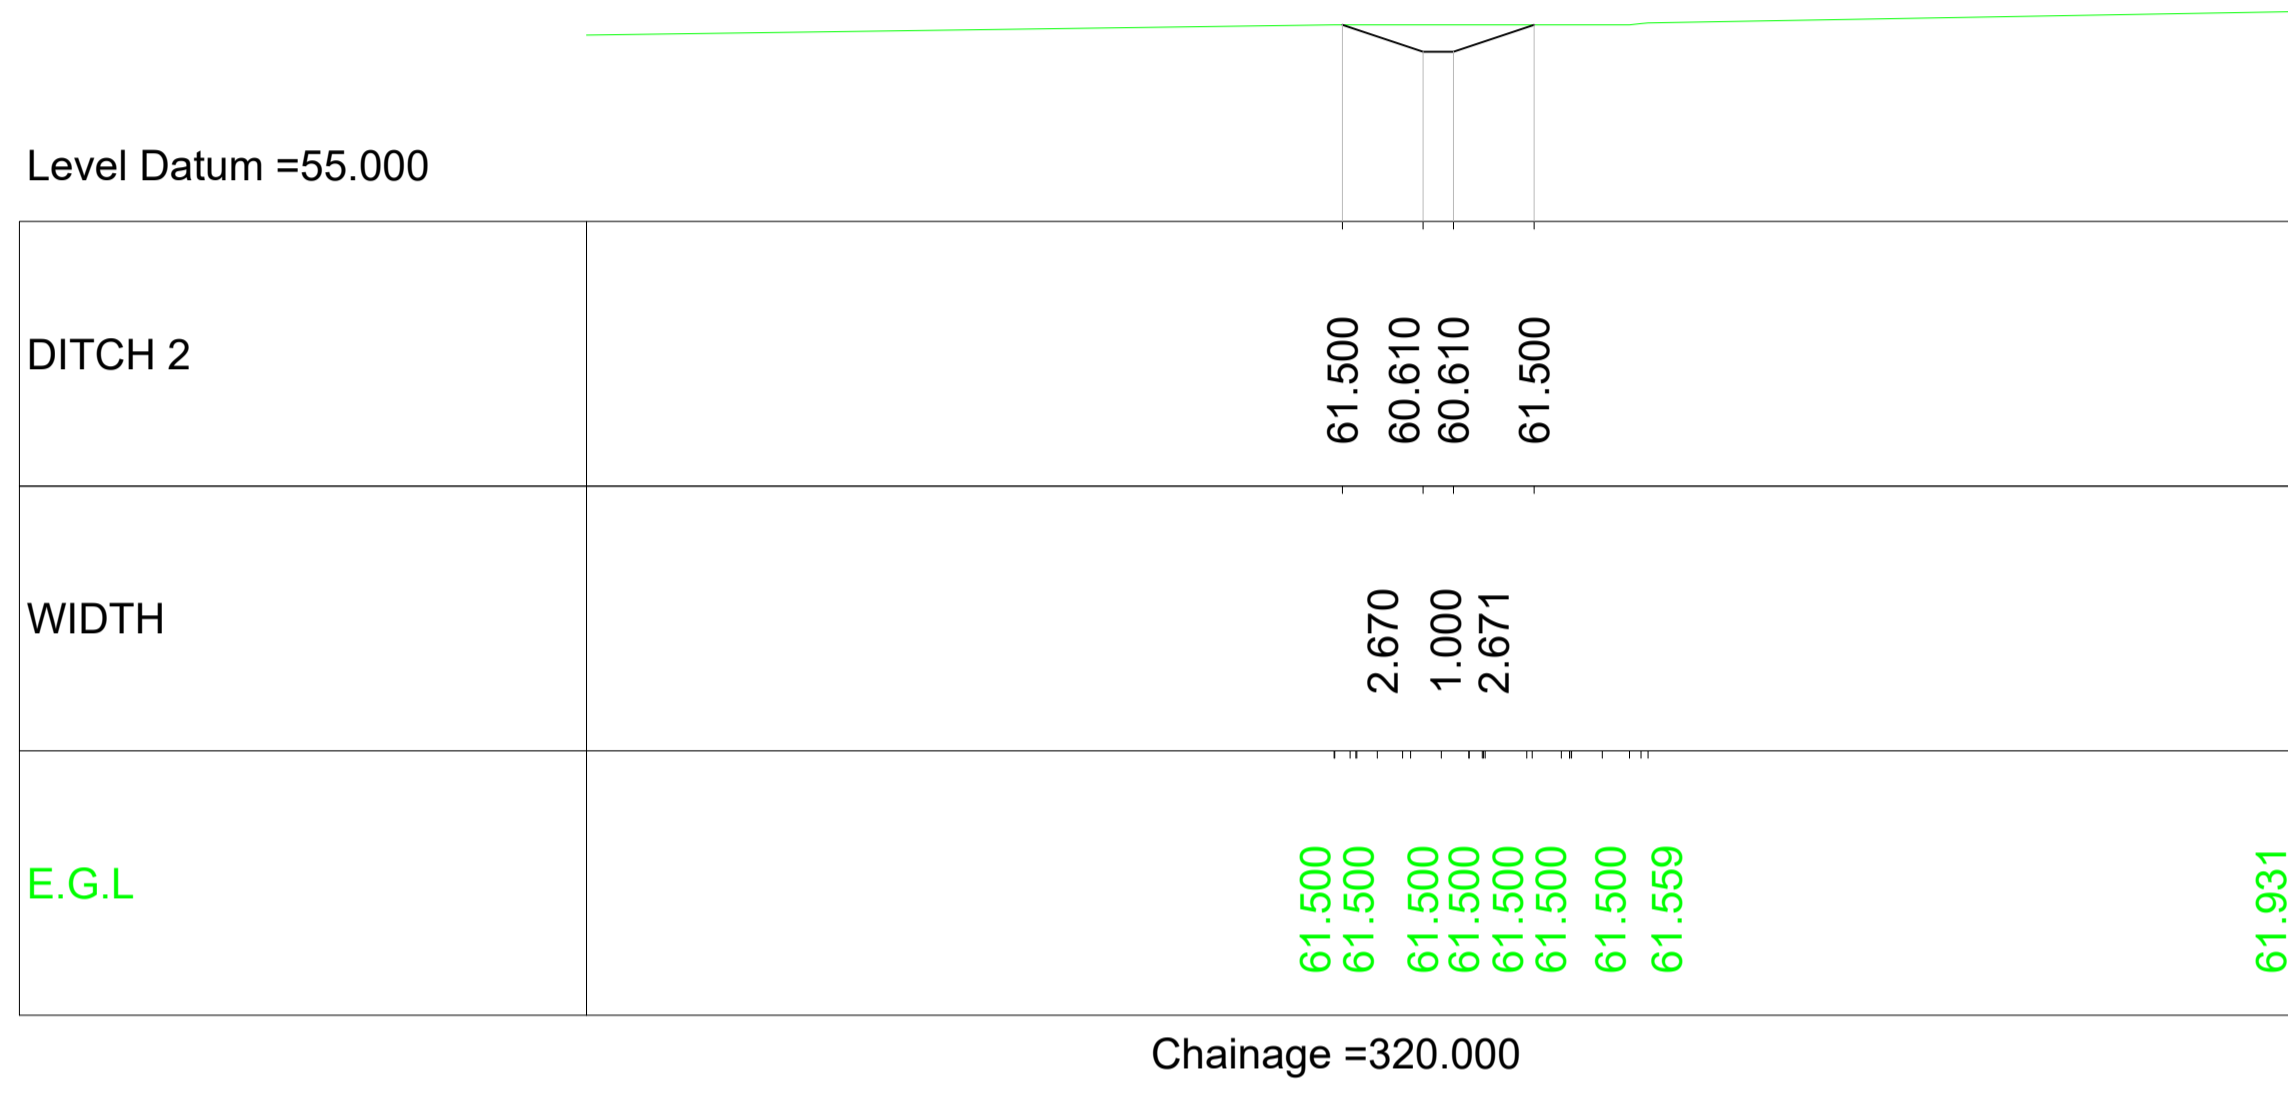 Level Datum =55.000
DITCH 2
61.500 60.610 60.610 61.500
WIDTH
2.670 1.000 2.671
E.G.L
61.500 61.500 61.500 61.500 61.500 61.500 61.500 61.559 61.931
Chainage =320.000